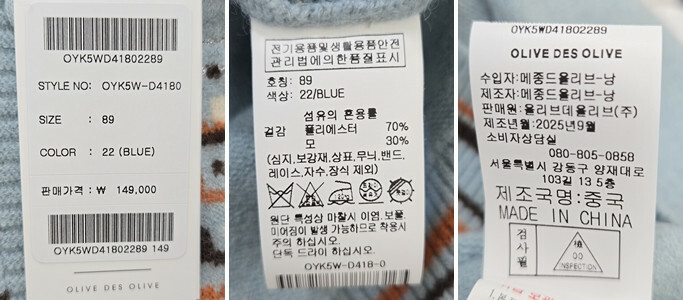 OYK5WD41802289
STYLE NO: OYK5W-D4180
SIZE : 89
COLOR : 22 (BLUE)
판매가격 : ₩ 149,000
OYK5WD41802289 149
OLIVE DES OLIVE
전기용품및생활용품안전
관리법에의한품질표시
호칭: 89
색상: 22/BLUE
섬유의 혼용률
겉감 폴리에스터 70%
모 30%
(심지,보강재,상표,무늬,밴드,
레이스,자수,장식 제외)
원단 특성상 마찰시 이염, 보풀,
미어짐이 발생 가능하므로 착용시
주의 하십시오.
단독 드라이 하십시오.
OYK5W-D418-0
OYK5WD41802289
OLIVE DES OLIVE
수입자:메종드올리브-낭
제조자:메종드올리브-낭
판매원:올리브데올리브(주)
제조년월:2025년9월
소비자상담실
080-805-0858
서울특별시 강동구 양재대로
103길 13 5층
제조국명:중국
MADE IN CHINA
검사필
INSPECTION